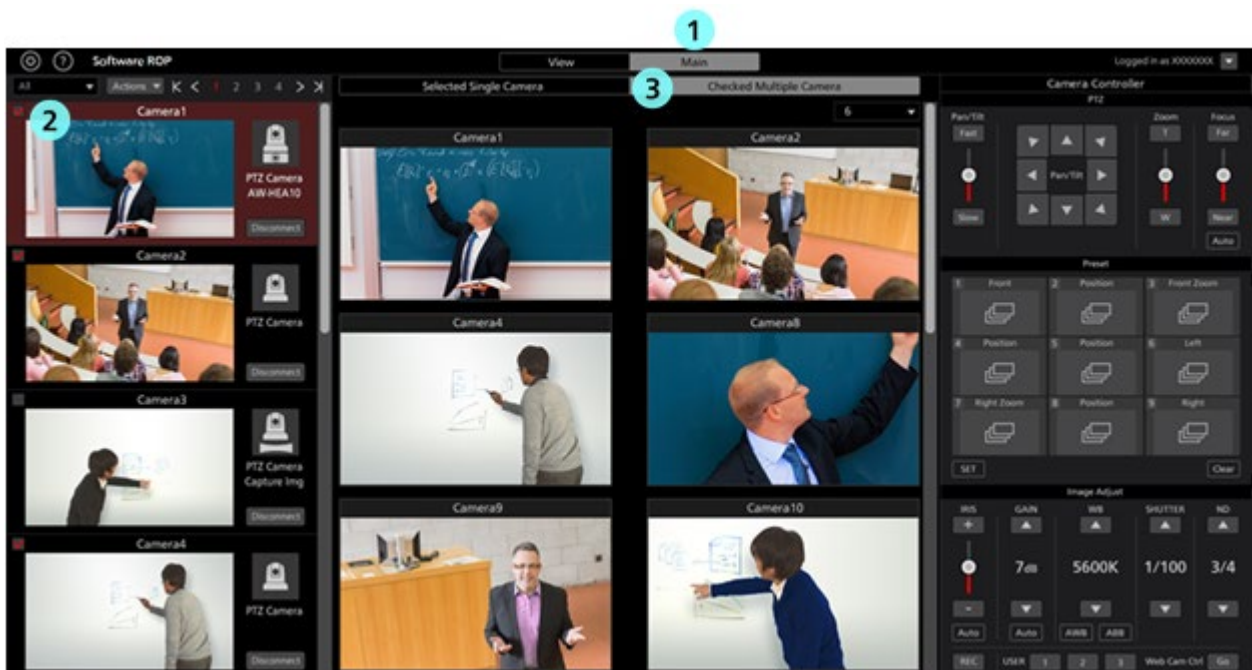 1
Software ROP
View
Main
Logged in as XXXXXXX
All
Actions
1 2 3 4
Selected Single Camera
3
Checked Multiple Camera
6
2
Camera1
PTZ Camera
AW-HEA10
Disconnect
Camera2
PTZ Camera
Disconnect
Camera3
PTZ Camera
Capture Img
Disconnect
Camera4
PTZ Camera
Disconnect
Camera1
Camera2
Camera4
Camera8
Camera9
Camera10
Camera Controller
PTZ
Pan/Tilt
Zoom
Focus
Fast
T
Far
Pan/Tilt
Slow
W
Near
Auto
Preset
1 Front
2 Position
3 Front Zoom
4 Position
5 Position
6 Left
7 Right Zoom
8 Position
9 Right
SET
Clear
Image Adjust
IRIS GAIN WB SHUTTER ND
+
7dB 5600K 1/100 3/4
-
Auto Auto AWB ABB
REC USER 1 2 3 Web Cam Ctrl Go